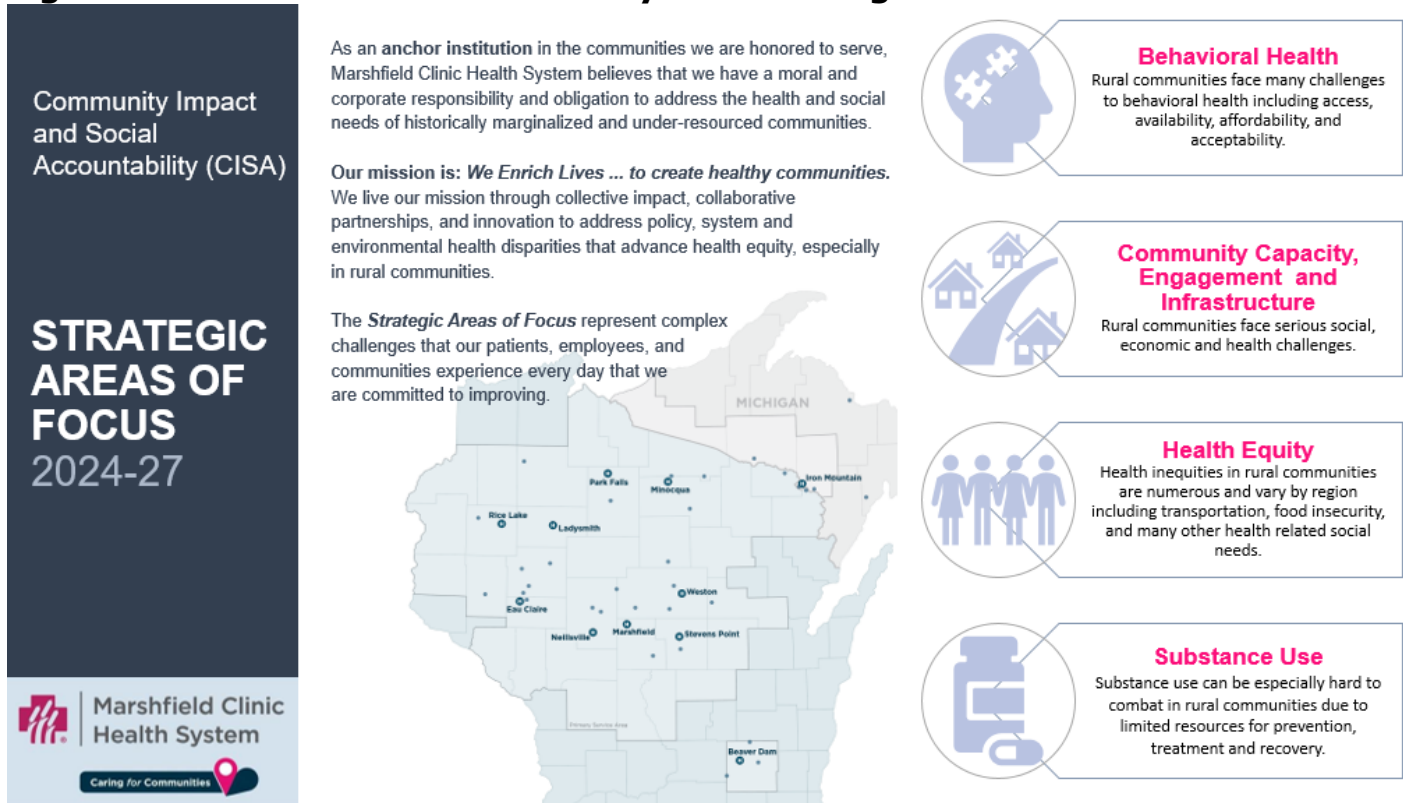 Community Impact
and Social
Accountability (CISA)
STRATEGIC
AREAS OF
FOCUS
2024-27
Marshfield Clinic
Health System
Caring for Communities
As an anchor institution in the communities we are honored to serve,
Marshfield Clinic Health System believes that we have a moral and
corporate responsibility and obligation to address the health and social
needs of historically marginalized and under-resourced communities.
Our mission is: We Enrich Lives ... to create healthy communities.
We live our mission through collective impact, collaborative
partnerships, and innovation to address policy, system and
environmental health disparities that advance health equity, especially
in rural communities.
The Strategic Areas of Focus represent complex
challenges that our patients, employees, and
communities experience every day that we
are committed to improving.
MICHIGAN
Park Falls
Minocqua
Iron Mountain
Rice Lake
Ladysmith
Eau Claire
Weston
Neillsville
Marshfield
Stevens Point
Primary Service Area
Beaver Dam
Behavioral Health
Rural communities face many challenges
to behavioral health including access,
availability, affordability, and
acceptability.
Community Capacity,
Engagement and
Infrastructure
Rural communities face serious social,
economic and health challenges.
Health Equity
Health inequities in rural communities
are numerous and vary by region
including transportation, food insecurity,
and many other health related social
needs.
Substance Use
Substance use can be especially hard to
combat in rural communities due to
limited resources for prevention,
treatment and recovery.